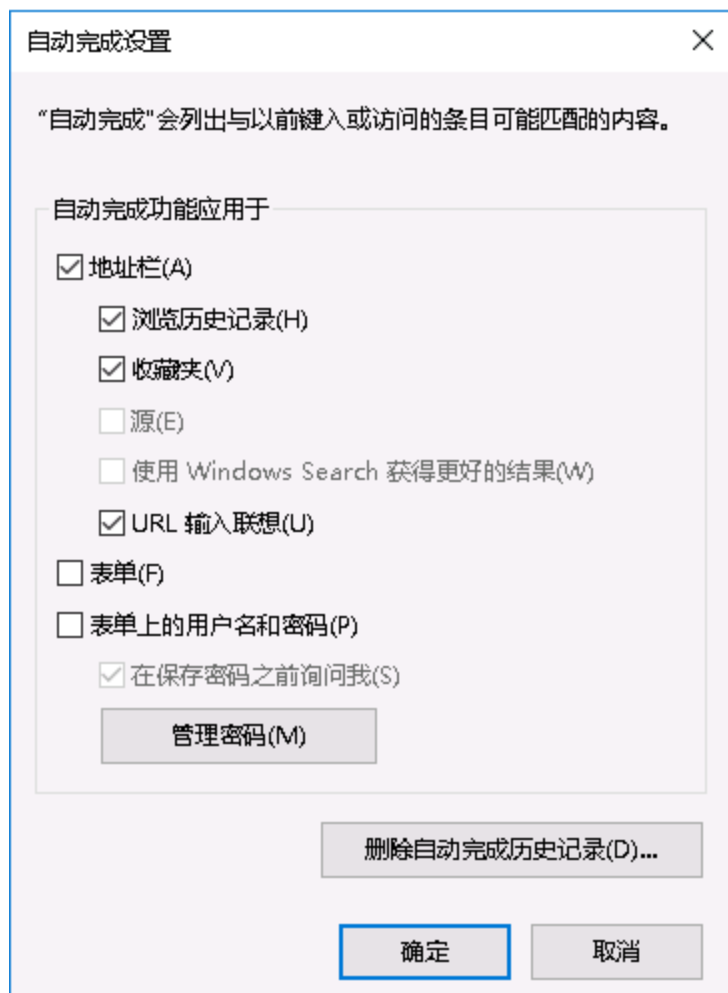 自动完成设置
“自动完成”会列出与以前键入或访问的条目可能匹配的内容。
自动完成功能应用于
地址栏(A)
浏览历史记录(H)
收藏夹(V)
源(E)
使用 Windows Search 获得更好的结果(W)
URL 输入联想(U)
表单(F)
表单上的用户名和密码(P)
在保存密码之前询问我(S)
管理密码(M)
删除自动完成历史记录(D)...
确定
取消